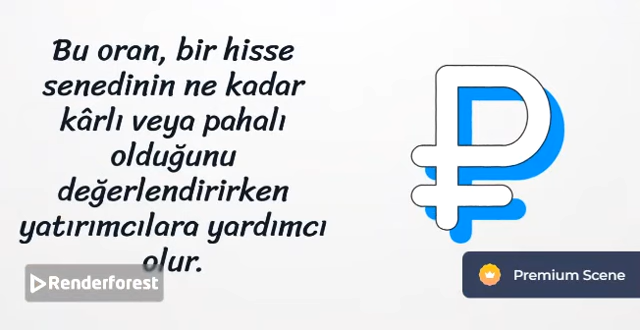 Bu oran, bir hisse
senedinin ne kadar
kârlı veya pahalı
olduğunu
değerlendirirken
yatırımcılara yardımcı
olur.
Renderforest
Premium Scene